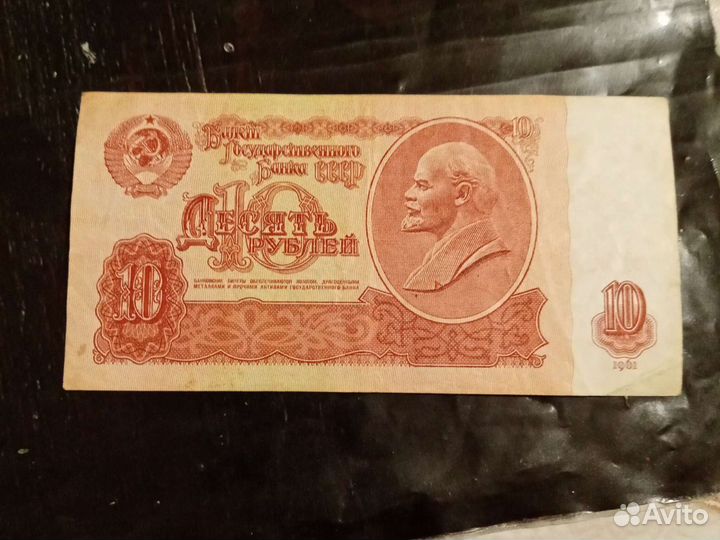 Билет
Государственного
Банка СССР
10
10
Десять
рублей
БАНКОВСКИЕ БИЛЕТЫ ОБЕСПЕЧИВАЮТСЯ ЗОЛОТОМ, ДРАГОЦЕННЫМИ
МЕТАЛЛАМИ И ПРОЧИМИ АКТИВАМИ ГОСУДАРСТВЕННОГО БАНКА
10
10
1961
Avito